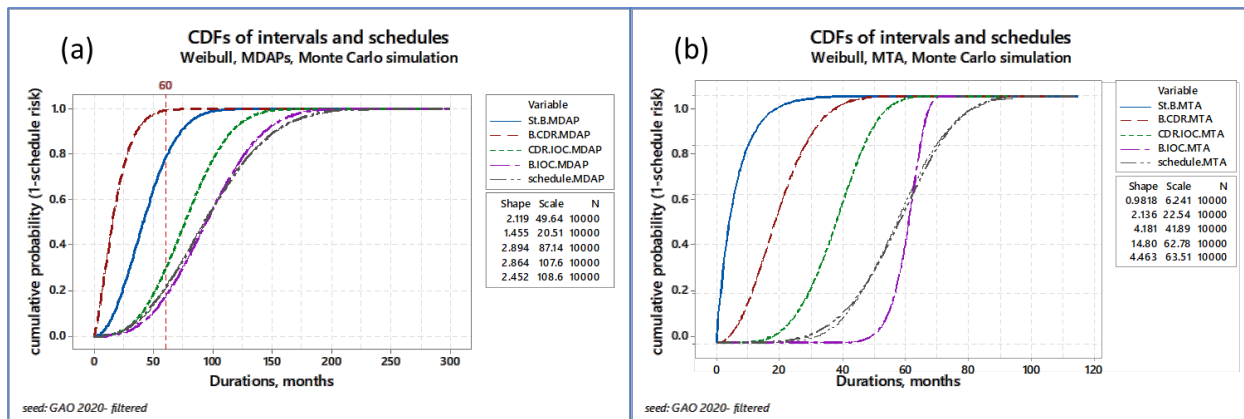 (a)
CDFs of intervals and schedules
Weibull, MDAPs, Monte Carlo simulation
60
1.0
0.8
0.6
0.4
0.2
0.0
cumulative probability (1-schedule risk)
0 50 100 150 200 250 300
Durations, months
seed: GAO 2020- filtered
Variable
St.B.MDAP
B.CDR.MDAP
CDR.IOC.MDAP
B.IOC.MDAP
schedule.MDAP
Shape Scale N
2.119 49.64 10000
1.455 20.51 10000
2.894 87.14 10000
2.864 107.6 10000
2.452 108.6 10000
(b)
CDFs of intervals and schedules
Weibull, MTA, Monte Carlo simulation
1.0
0.8
0.6
0.4
0.2
0.0
cumulative probability (1-schedule risk)
0 20 40 60 80 100 120
Durations, months
seed: GAO 2020- filtered
Variable
St.B.MTA
B.CDR.MTA
CDR.IOC.MTA
B.IOC.MTA
schedule.MTA
Shape Scale N
0.9818 6.241 10000
2.136 22.54 10000
4.181 41.89 10000
14.80 62.78 10000
4.463 63.51 10000